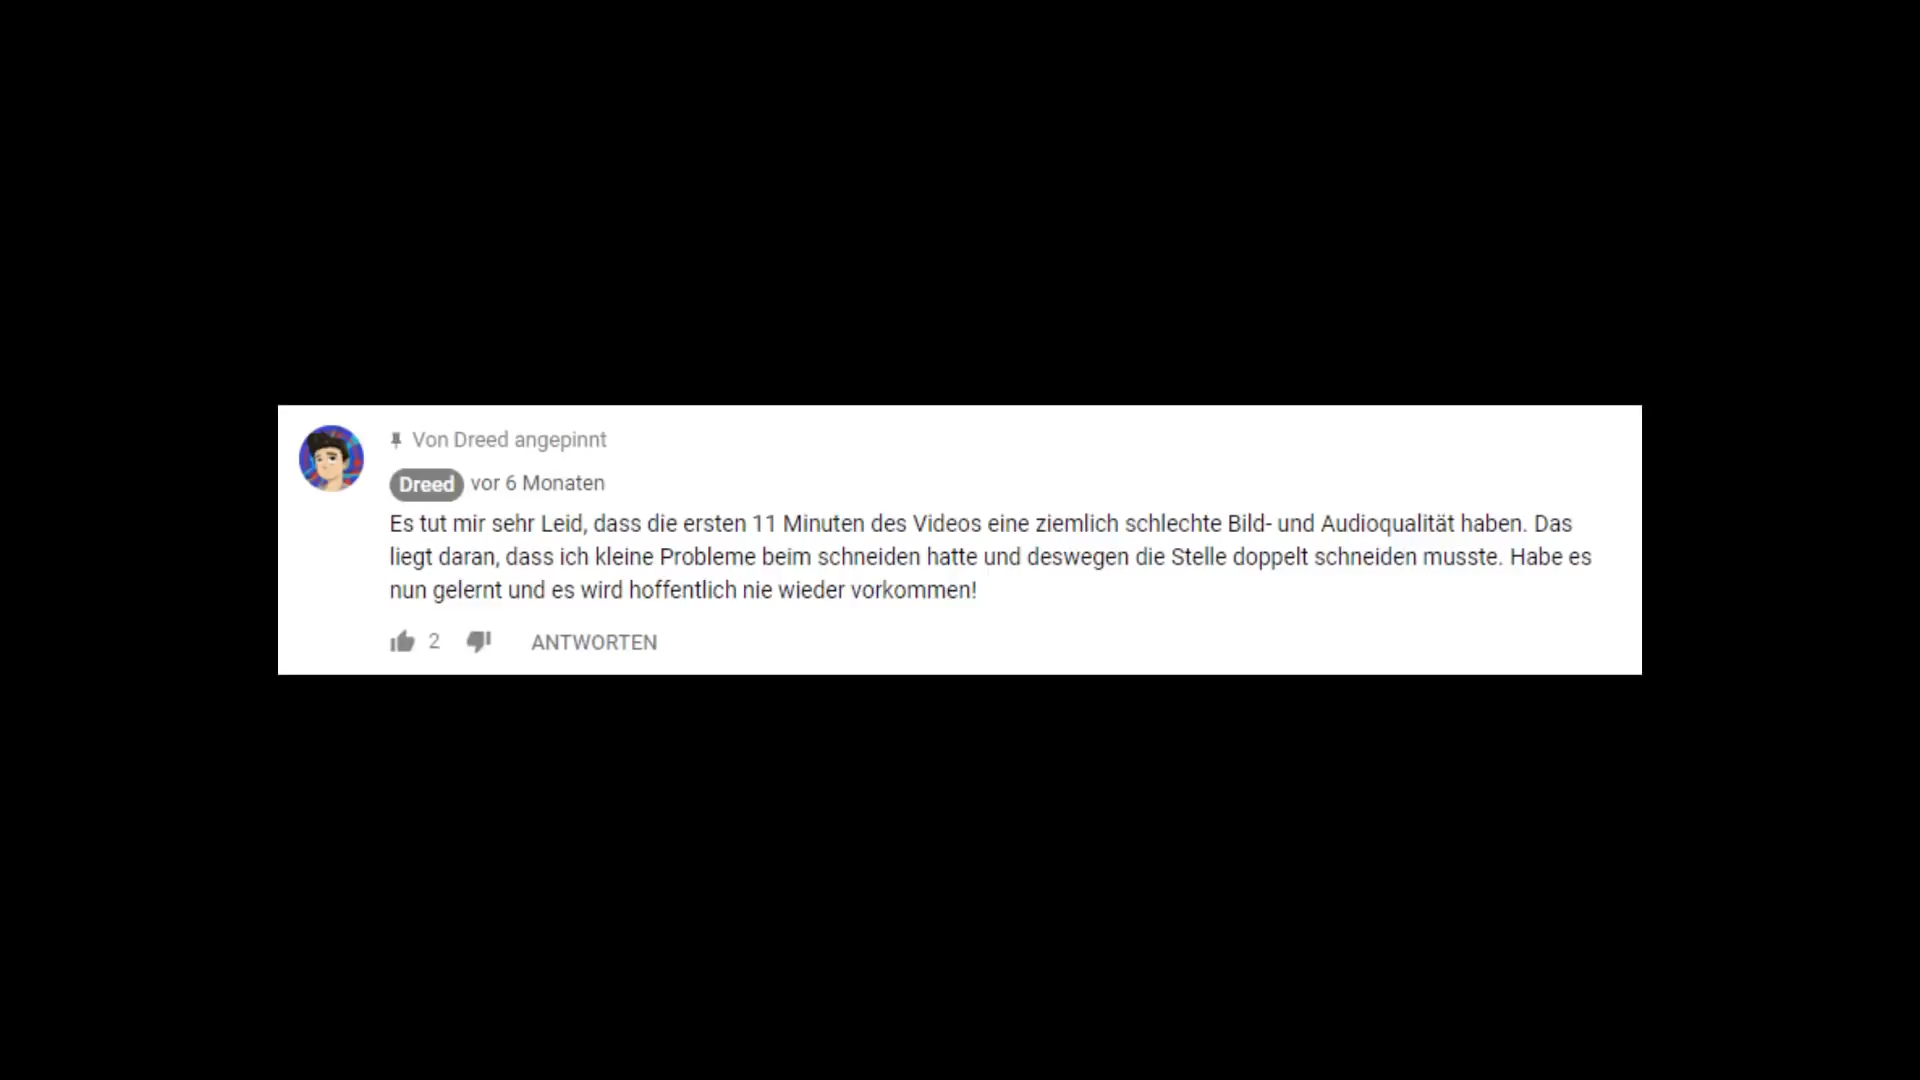 Von Dreed angepinnt
Dreed vor 6 Monaten
Es tut mir sehr Leid, dass die ersten 11 Minuten des Videos eine ziemlich schlechte Bild- und Audioqualität haben. Das
liegt daran, dass ich kleine Probleme beim schneiden hatte und deswegen die Stelle doppelt schneiden musste. Habe es
nun gelernt und es wird hoffentlich nie wieder vorkommen!
2 ANTWORTEN